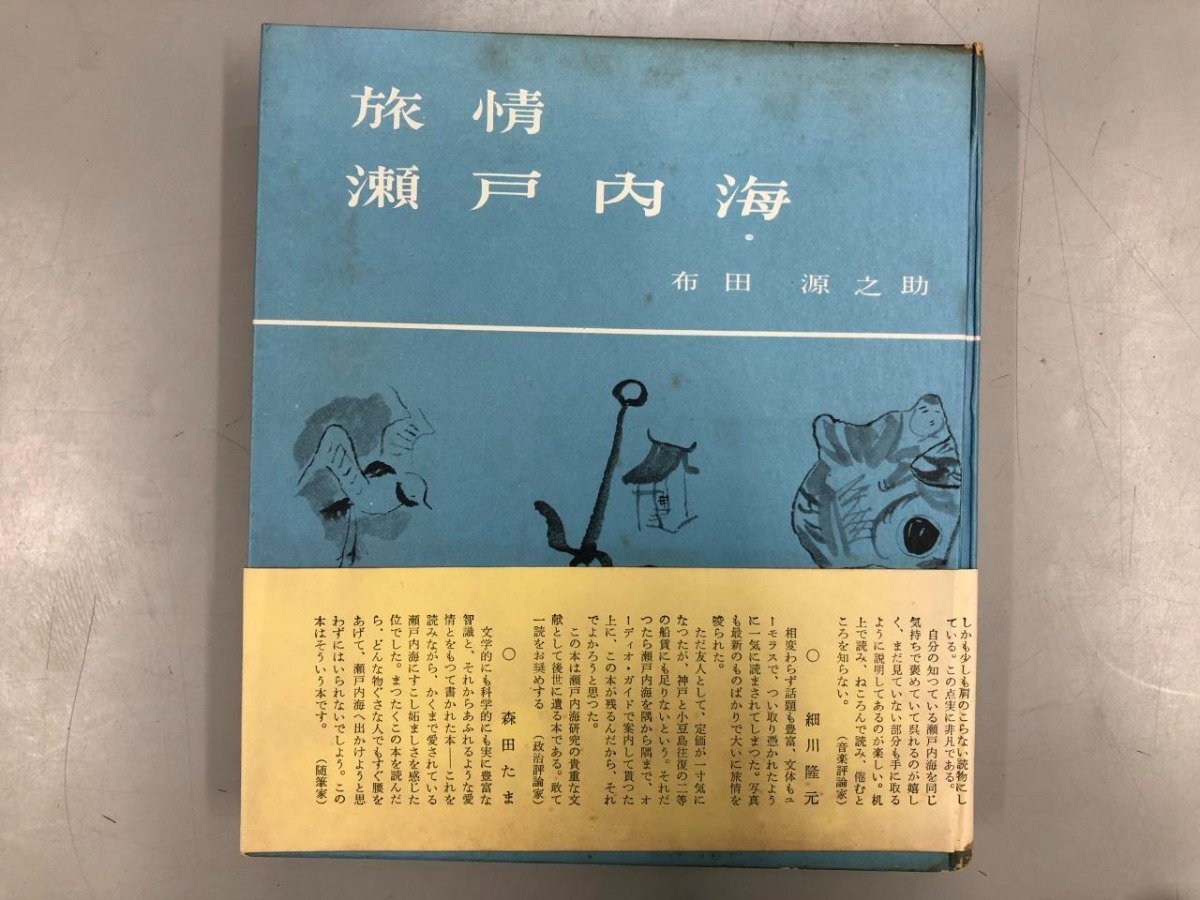 旅情
瀬戸内海
布田 源之助
しかも少しも肩のこらない読物にし
ている。この点実に非凡である。
自分の知つている瀬戸内海を同じ
気持ちで褒めていて呉れるのが嬉し
く、まだ見ていない部分も手に取る
ように説明してあるのが楽しい。机
上で読み、ねころんで読み、倦むと
ころを知らない。 (音楽評論家)
○ 細川隆元
相変わらず話題も豊富、文体もュ
ーモラスで、つい取り憑かれたよう
に一気に読まされてしまつた。写真
も最新のものばかりで大いに旅情を
唆られた。
ただ友人として、定価が一寸気に
なつたが、神戸と小豆島往復の二等
の船賃にも足りないという。それだ
つたら瀬戸内海を隅から隅まで、オ
ーディオ・ガイドで案内して貰つた
上に、この本が残るんだから、それ
でよかろうと思つた。
この本は瀬戸内海研究の貴重な文
献として後世に遺る本である。敢て
一読をお奨めする (政治評論家)
○ 森田たま
文学的にも科学的にも実に豊富な
智識と、それからあふれるような愛
情とをもつて書かれた本――これを
読みながら、かくまで愛されている
瀬戸内海にすこし妬ましさを感じた
位でした。まつたくこの本を読んだ
ら、どんな物ぐさな人でもすぐ腰を
あげて、瀬戸内海へ出かけようと思
わずにはいられないでしよう。この
本はそういう本です。 (随筆家)